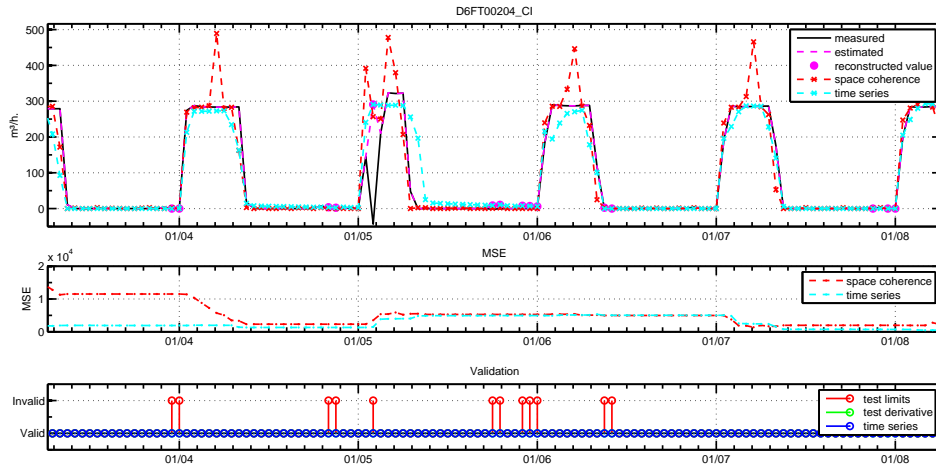 D6FT00204_CI
500
400
300
200
100
0
m³/h.
measured
estimated
reconstructed value
space coherence
time series
01/04
01/05
01/06
01/07
01/08
x 10⁴
MSE
2
1
0
MSE
space coherence
time series
01/04
01/05
01/06
01/07
01/08
Validation
Invalid
Valid
test limits
test derivative
time series
01/04
01/05
01/06
01/07
01/08